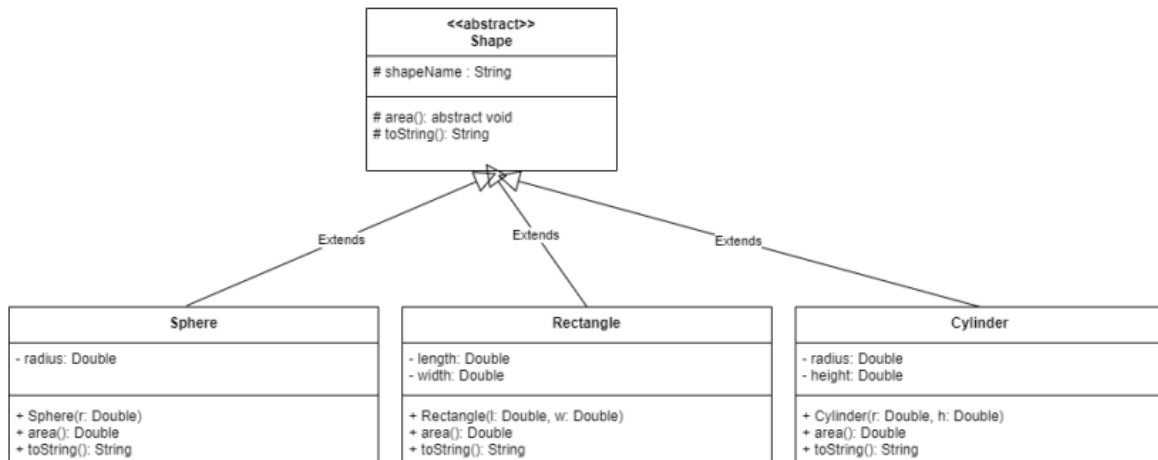 <<abstract>>
Shape
# shapeName : String
# area(): abstract void
# toString(): String
Extends
Extends
Extends
Sphere
- radius: Double
+ Sphere(r: Double)
+ area(): Double
+ toString(): String
Rectangle
- length: Double
- width: Double
+ Rectangle(l: Double, w: Double)
+ area(): Double
+ toString(): String
Cylinder
- radius: Double
- height: Double
+ Cylinder(r: Double, h: Double)
+ area(): Double
+ toString(): String